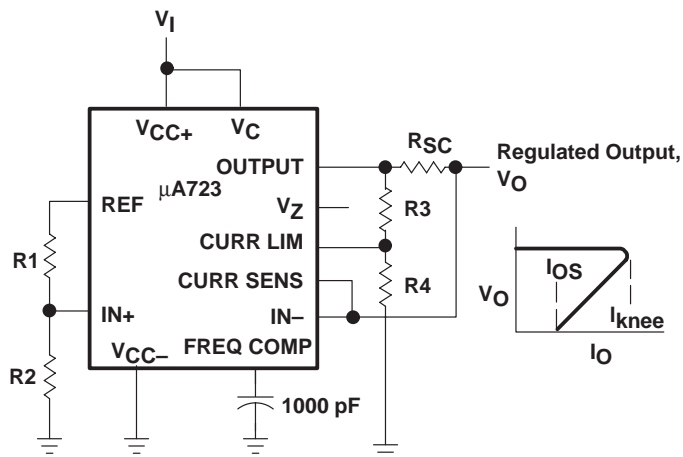 VI
VCC+
VC
RSC
OUTPUT
Regulated Output,
VO
μA723
REF
VZ
R3
R1
CURR LIM
CURR SENS
R4
IOS
VO
IN+
IN–
Iknee
VCC–
FREQ COMP
IO
R2
1000 pF